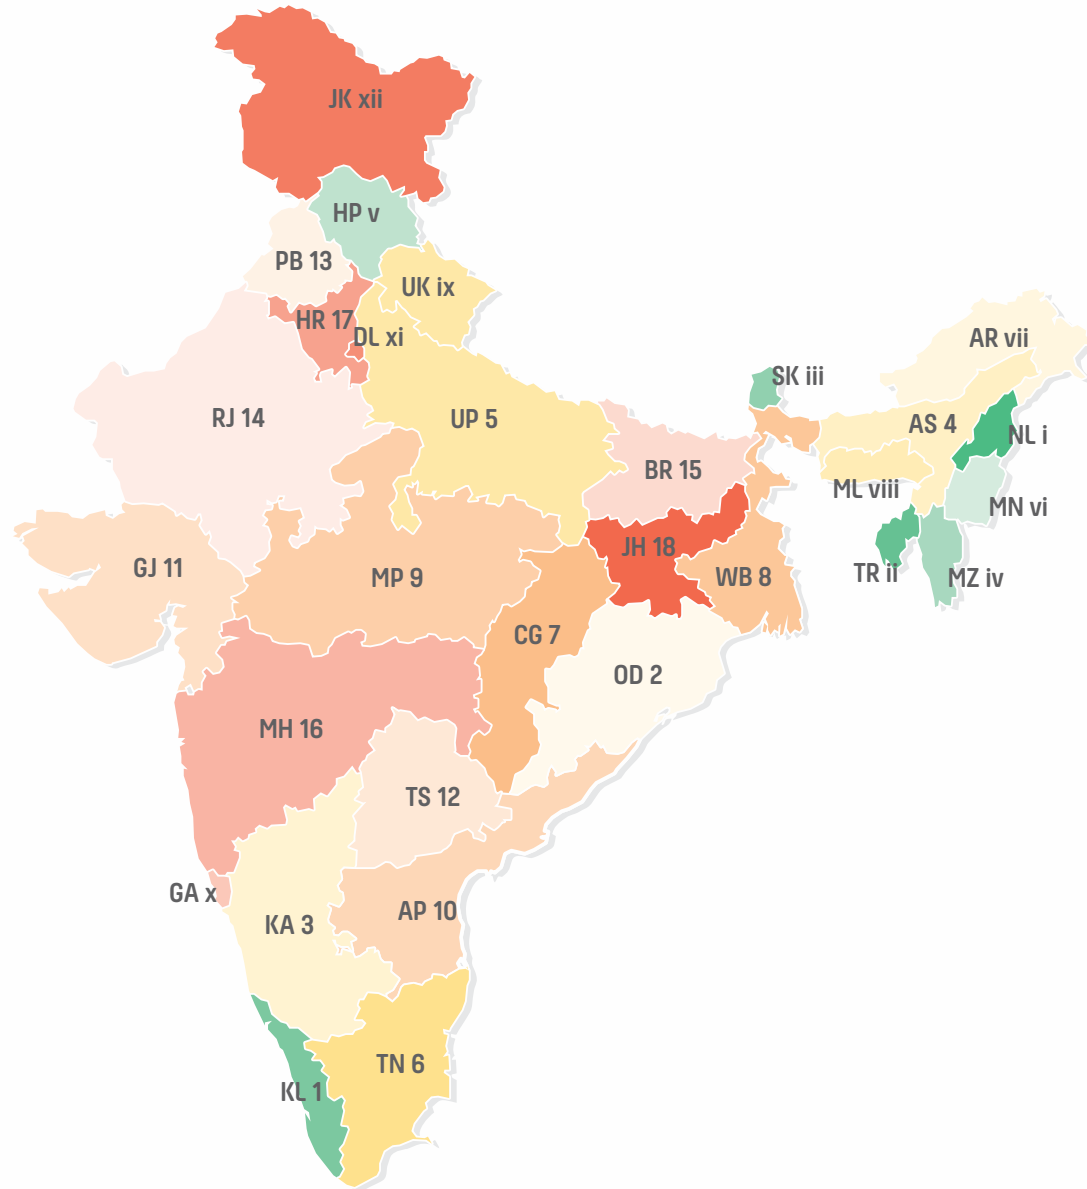 JK xii
HP v
PB 13
UK ix
HR 17
DL xi
AR vii
SK iii
RJ 14
UP 5
AS 4
NL i
BR 15
ML viii
MN vi
JH 18
GJ 11
TR ii
MP 9
WB 8
MZ iv
CG 7
OD 2
MH 16
TS 12
GA x
AP 10
KA 3
TN 6
KL 1